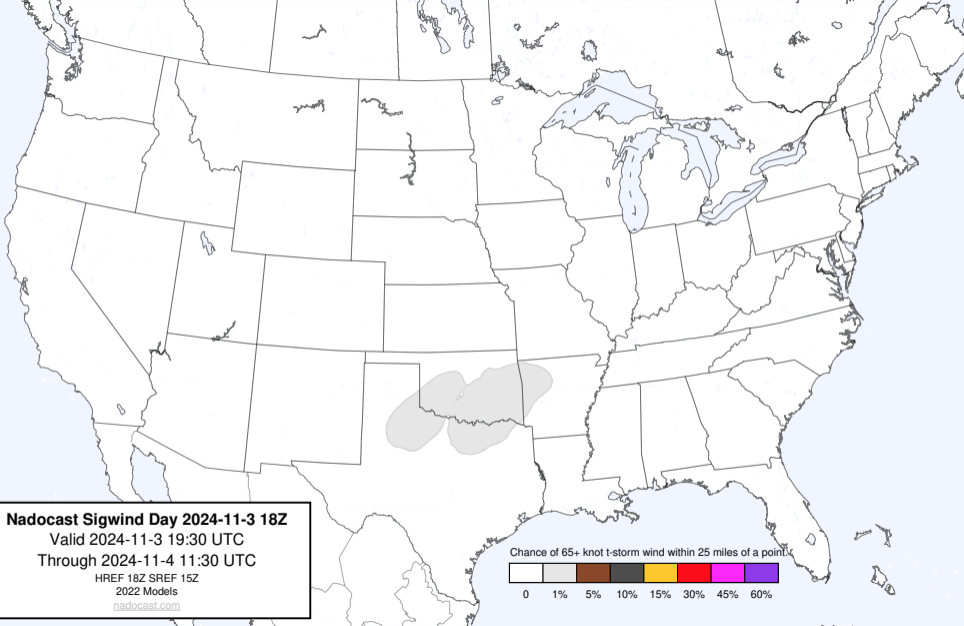 Nadocast Sigwind Day 2024-11-3 18Z
Valid 2024-11-3 19:30 UTC
Through 2024-11-4 11:30 UTC
HREF 18Z SREF 15Z
2022 Models
nadocast.com
Chance of 65+ knot t-storm wind within 25 miles of a point.
0 1% 5% 10% 15% 30% 45% 60%